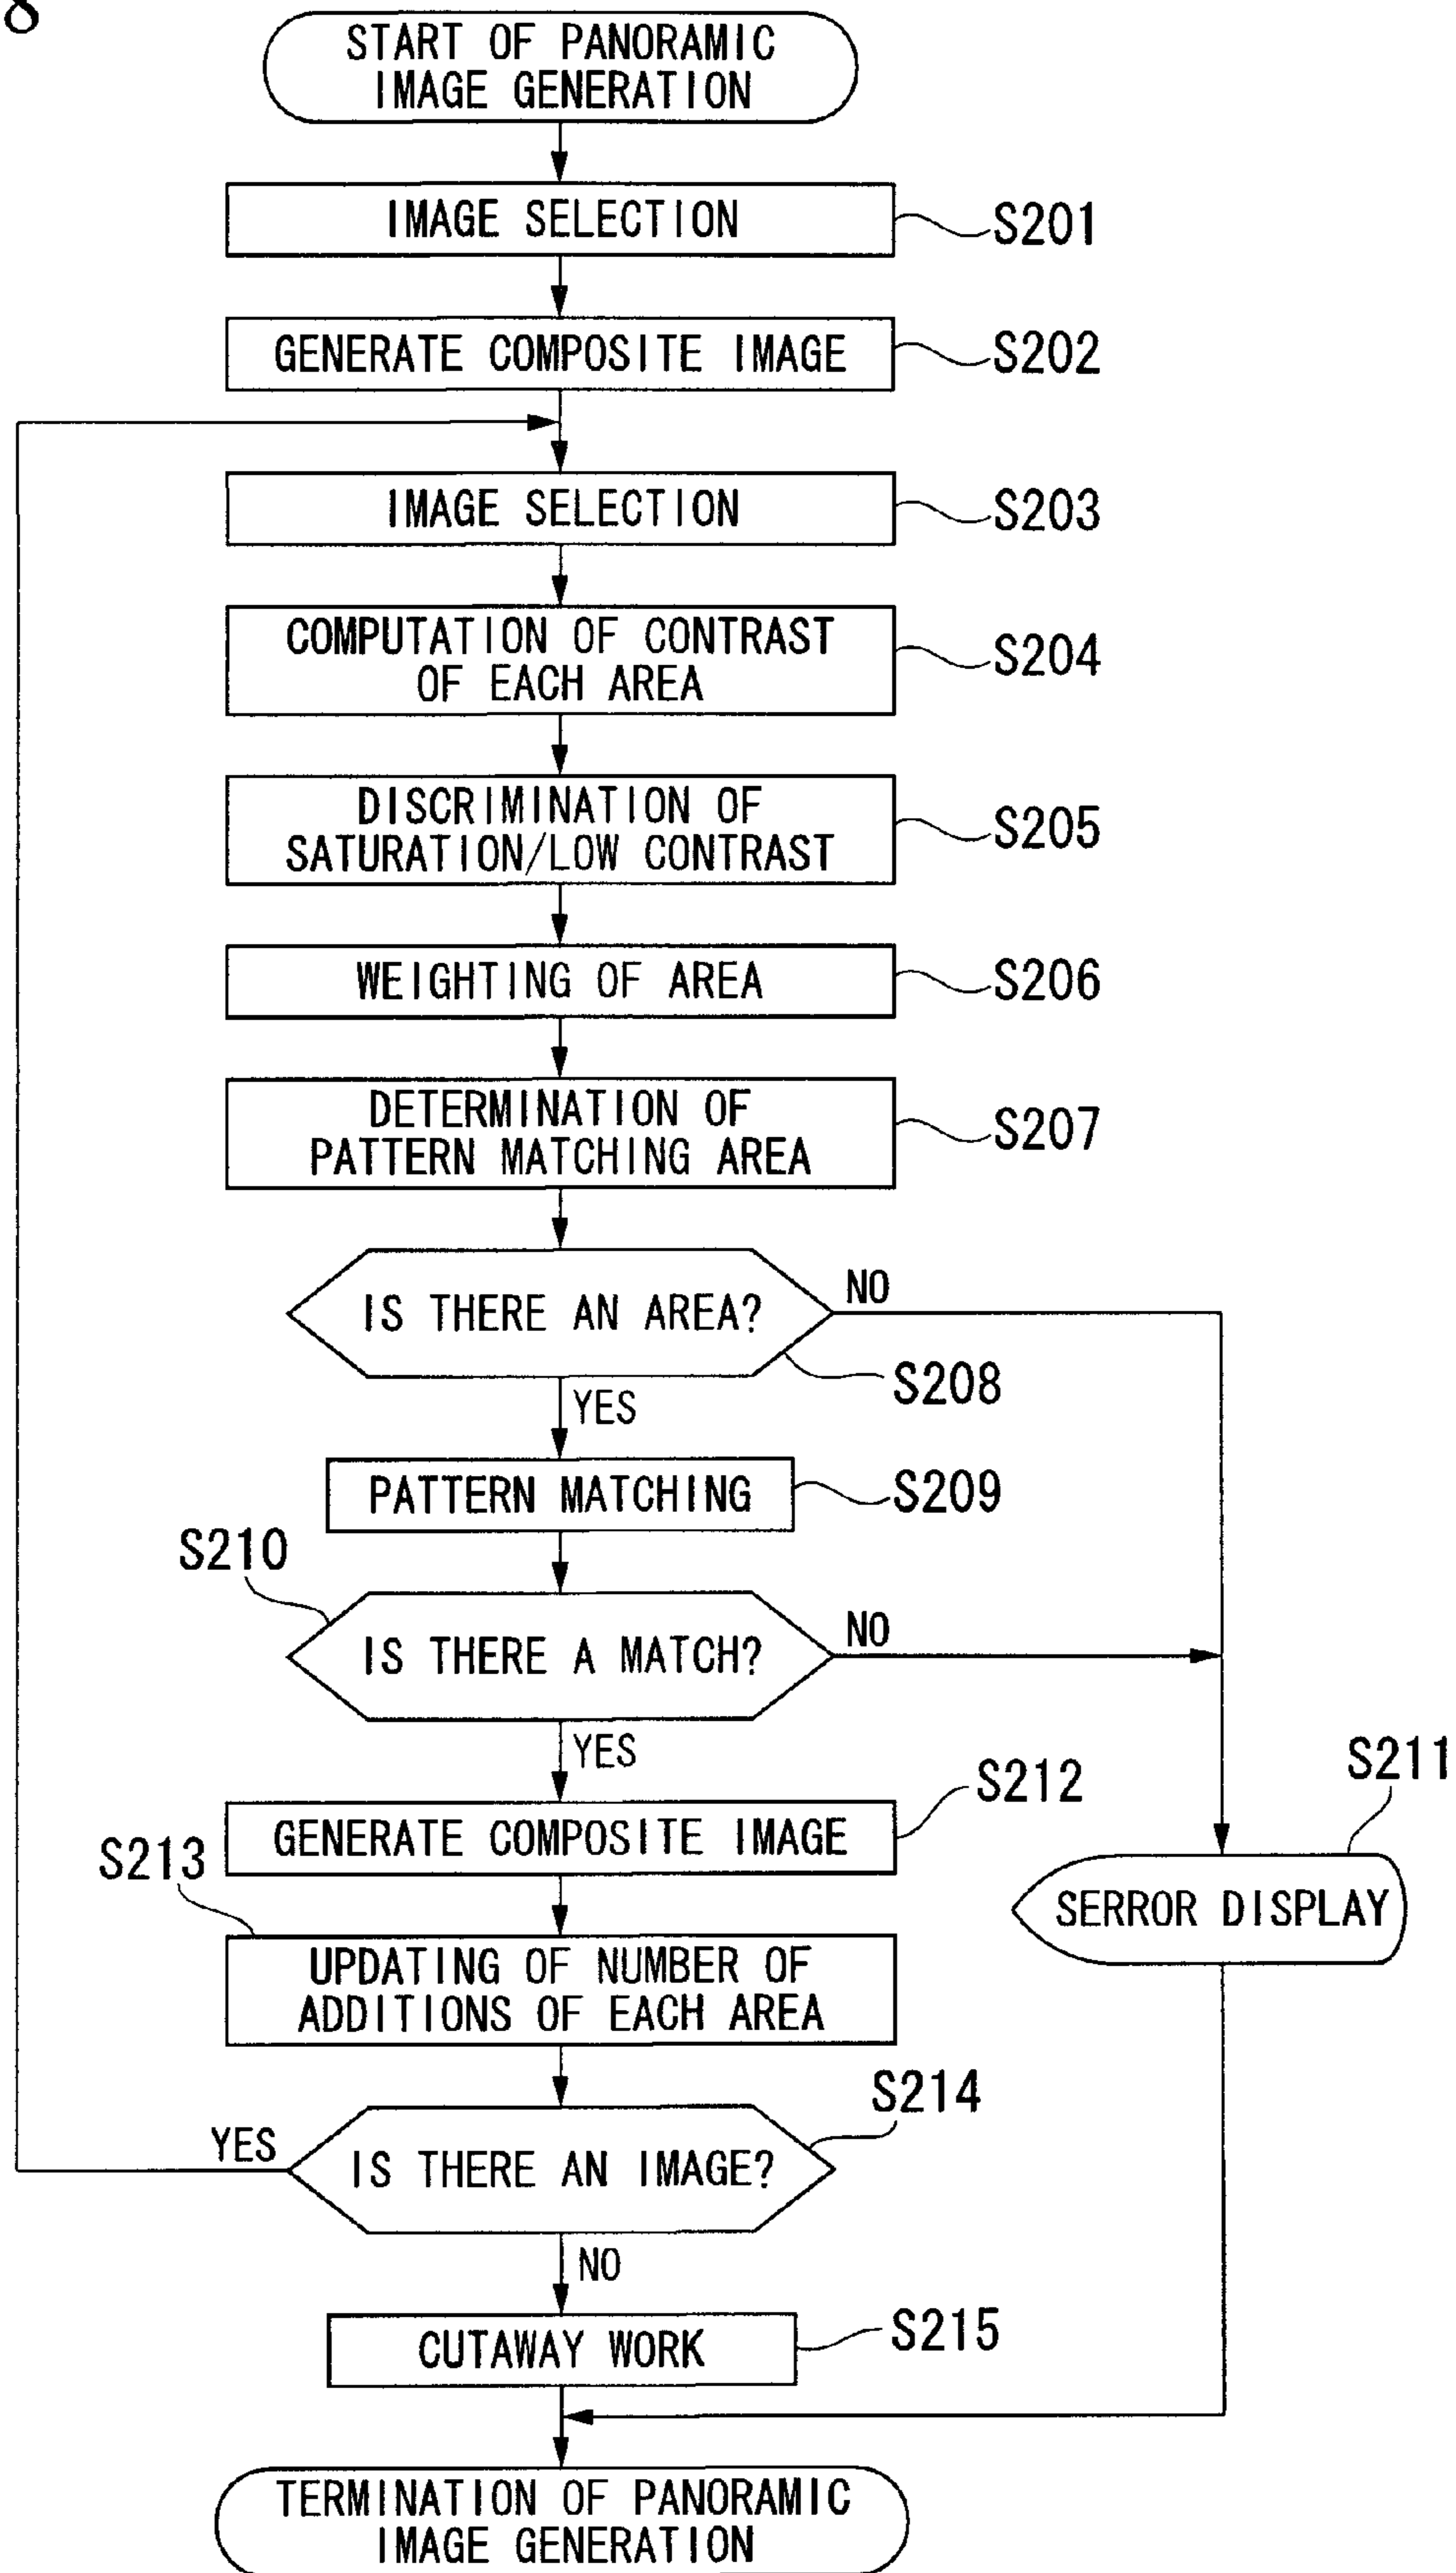 8
START OF PANORAMIC
IMAGE GENERATION
IMAGE SELECTION
S201
GENERATE COMPOSITE IMAGE
S202
IMAGE SELECTION
S203
COMPUTATION OF CONTRAST
OF EACH AREA
S204
DISCRIMINATION OF
SATURATION/LOW CONTRAST
S205
WEIGHTING OF AREA
S206
DETERMINATION OF
PATTERN MATCHING AREA
S207
IS THERE AN AREA?
NO
S208
YES
PATTERN MATCHING
S209
S210
IS THERE A MATCH?
NO
YES
S212
GENERATE COMPOSITE IMAGE
S211
SERROR DISPLAY
S213
UPDATING OF NUMBER OF
ADDITIONS OF EACH AREA
S214
YES
IS THERE AN IMAGE?
NO
CUTAWAY WORK
S215
TERMINATION OF PANORAMIC
IMAGE GENERATION